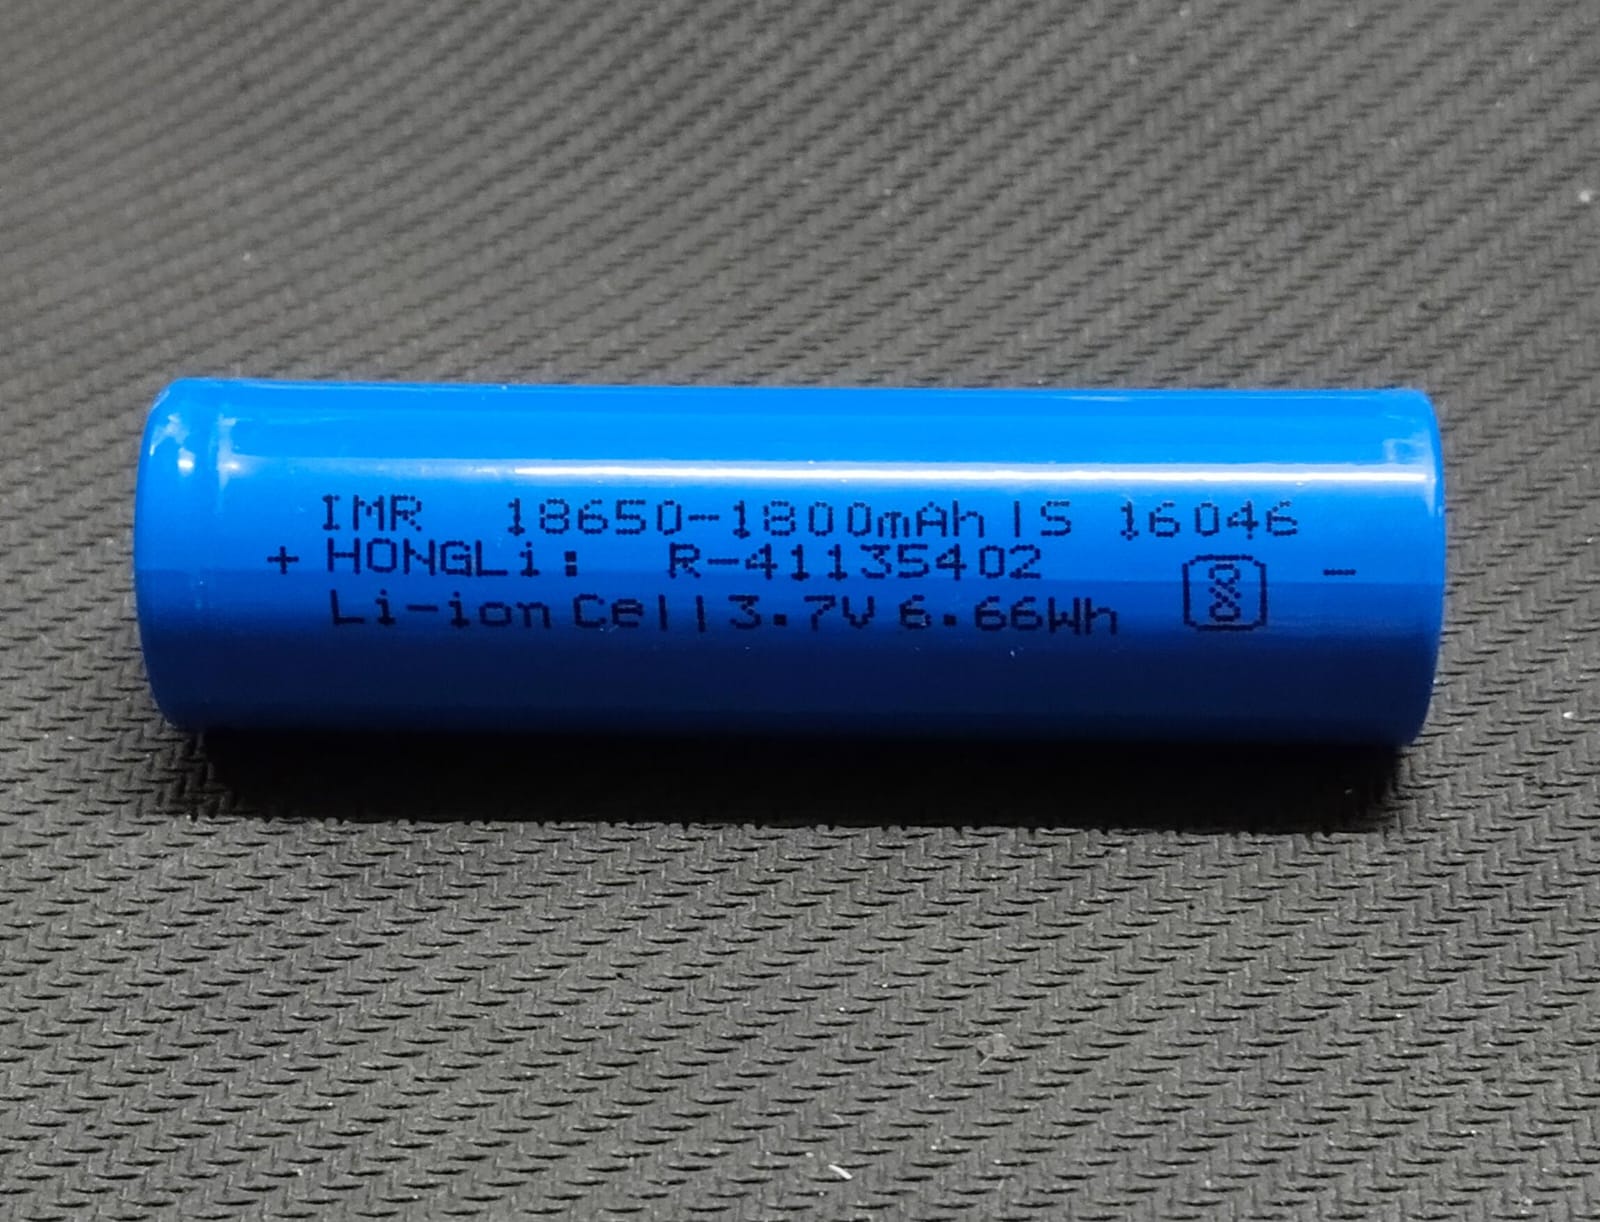 IMR 18650-1800mAh IS 16046
+ HONGLi: R-41135402 -
Li-ion Cell 3.7V 6.66Wh